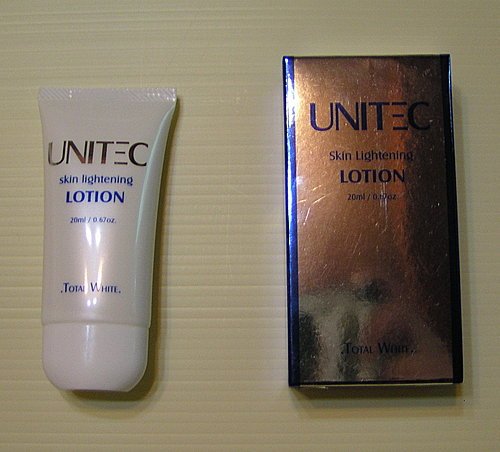 UNITEC
skin lightening
LOTION
20ml / 0.67oz.
.TOTAL WHITE.
UNITEC
Skin Lightening
LOTION
20ml / 0.67oz.
.TOTAL WHITE.